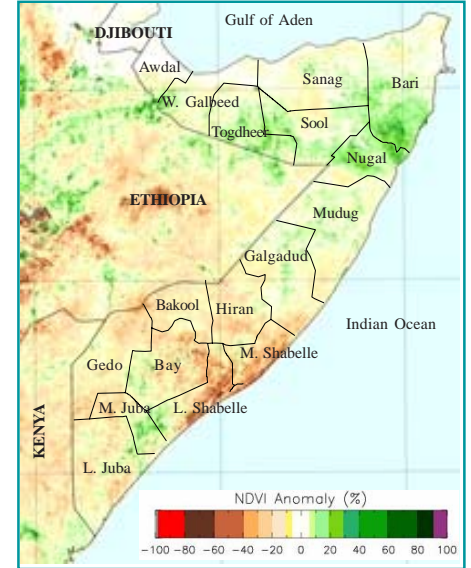 Gulf of Aden
DJIBOUTI
Awdal
Sanag
Bari
W. Galbeed
Togdheer
Sool
Nugal
ETHIOPIA
Mudug
Galgadud
Bakool
Hiran
Indian Ocean
Gedo
Bay
M. Shabelle
M. Juba
L. Shabelle
KENYA
L. Juba
NDVI Anomaly (%)
-100 -80 -60 -40 -20 0 20 40 60 80 100